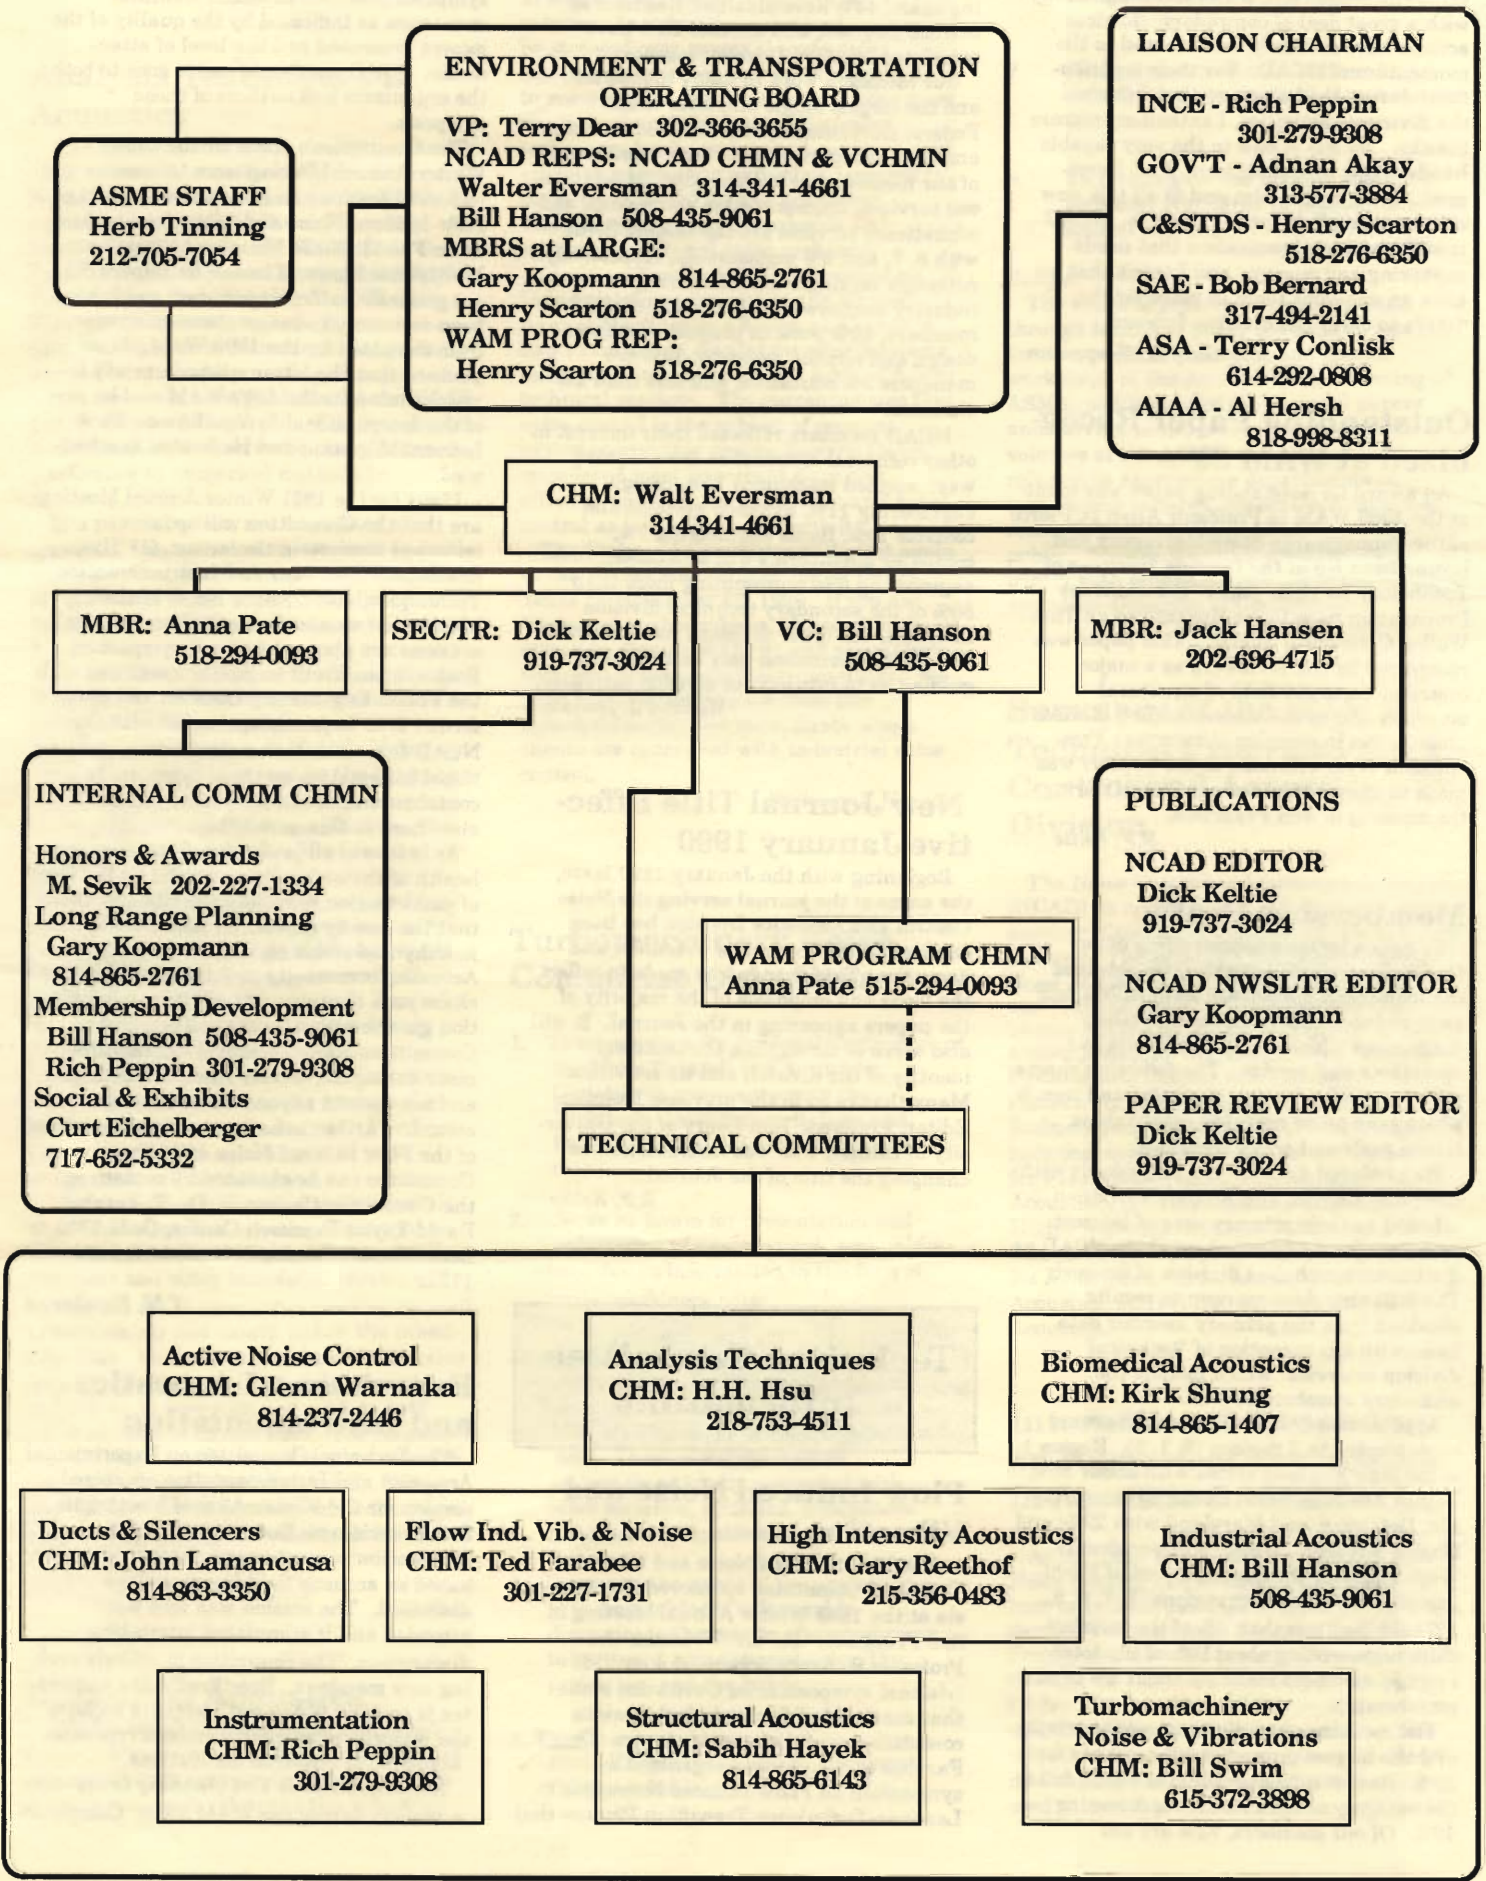 ENVIRONMENT & TRANSPORTATION
OPERATING BOARD
VP: Terry Dear 302-366-3655
NCAD REPS: NCAD CHMN & VCHMN
Walter Eversman 314-341-4661
Bill Hanson 508-435-9061
MBRS at LARGE:
Gary Koopmann 814-865-2761
Henry Scarton 518-276-6350
WAM PROG REP:
Henry Scarton 518-276-6350
LIAISON CHAIRMAN
INCE - Rich Peppin
301-279-9308
GOV'T - Adnan Akay
313-577-3884
C&STDS - Henry Scarton
518-276-6350
SAE - Bob Bernard
317-494-2141
ASA - Terry Conlisk
614-292-0808
AIAA - Al Hersh
818-998-8311
ASME STAFF
Herb Tinning
212-705-7054
CHM: Walt Eversman
314-341-4661
MBR: Anna Pate
518-294-0093
SEC/TR: Dick Keltie
919-737-3024
VC: Bill Hanson
508-435-9061
MBR: Jack Hansen
202-696-4715
INTERNAL COMM CHMN
Honors & Awards
M. Sevik 202-227-1334
Long Range Planning
Gary Koopmann
814-865-2761
Membership Development
Bill Hanson 508-435-9061
Rich Peppin 301-279-9308
Social & Exhibits
Curt Eichelberger
717-652-5332
WAM PROGRAM CHMN
Anna Pate 515-294-0093
TECHNICAL COMMITTEES
PUBLICATIONS
NCAD EDITOR
Dick Keltie
919-737-3024
NCAD NWSLTR EDITOR
Gary Koopmann
814-865-2761
PAPER REVIEW EDITOR
Dick Keltie
919-737-3024
Active Noise Control
CHM: Glenn Warnaka
814-237-2446
Analysis Techniques
CHM: H.H. Hsu
218-753-4511
Biomedical Acoustics
CHM: Kirk Shung
814-865-1407
Ducts & Silencers
CHM: John Lamancusa
814-863-3350
Flow Ind. Vib. & Noise
CHM: Ted Farabee
301-227-1731
High Intensity Acoustics
CHM: Gary Reethof
215-356-0483
Industrial Acoustics
CHM: Bill Hanson
508-435-9061
Instrumentation
CHM: Rich Peppin
301-279-9308
Structural Acoustics
CHM: Sabih Hayek
814-865-6143
Turbomachinery
Noise & Vibrations
CHM: Bill Swim
615-372-3898